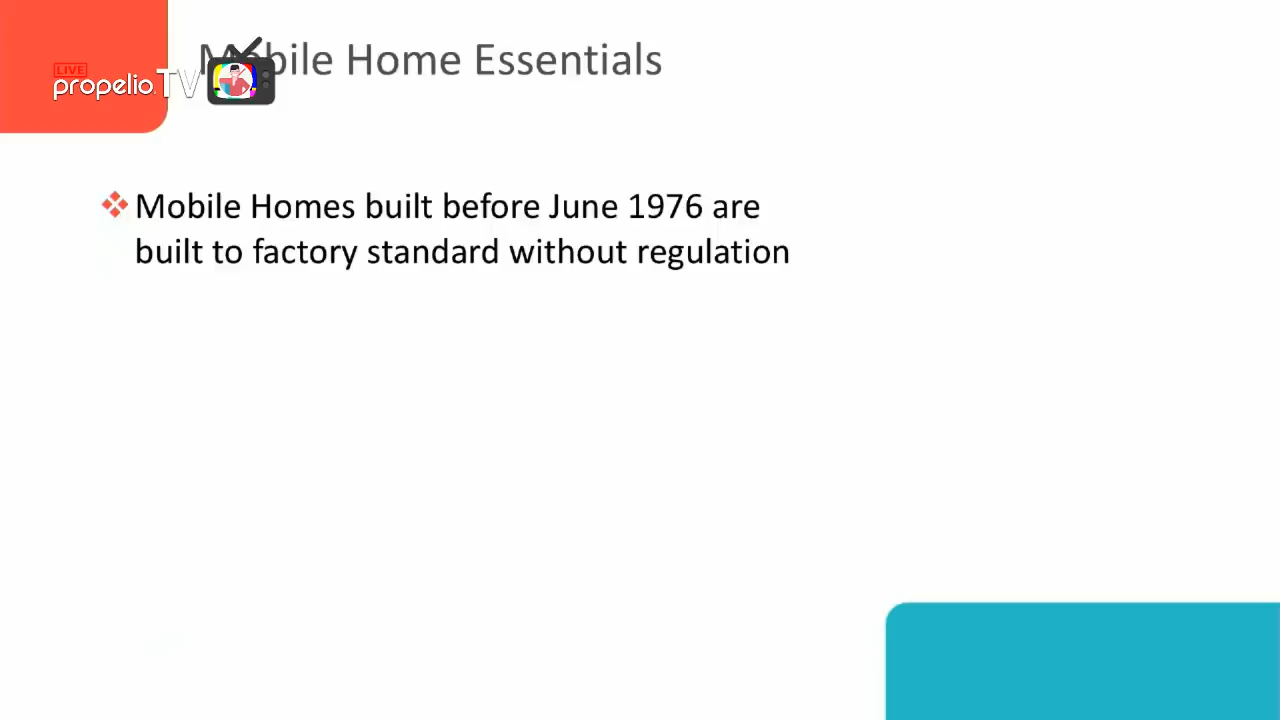 Mobile Home Essentials
LIVE
propelio.TV
Mobile Homes built before June 1976 are
built to factory standard without regulation